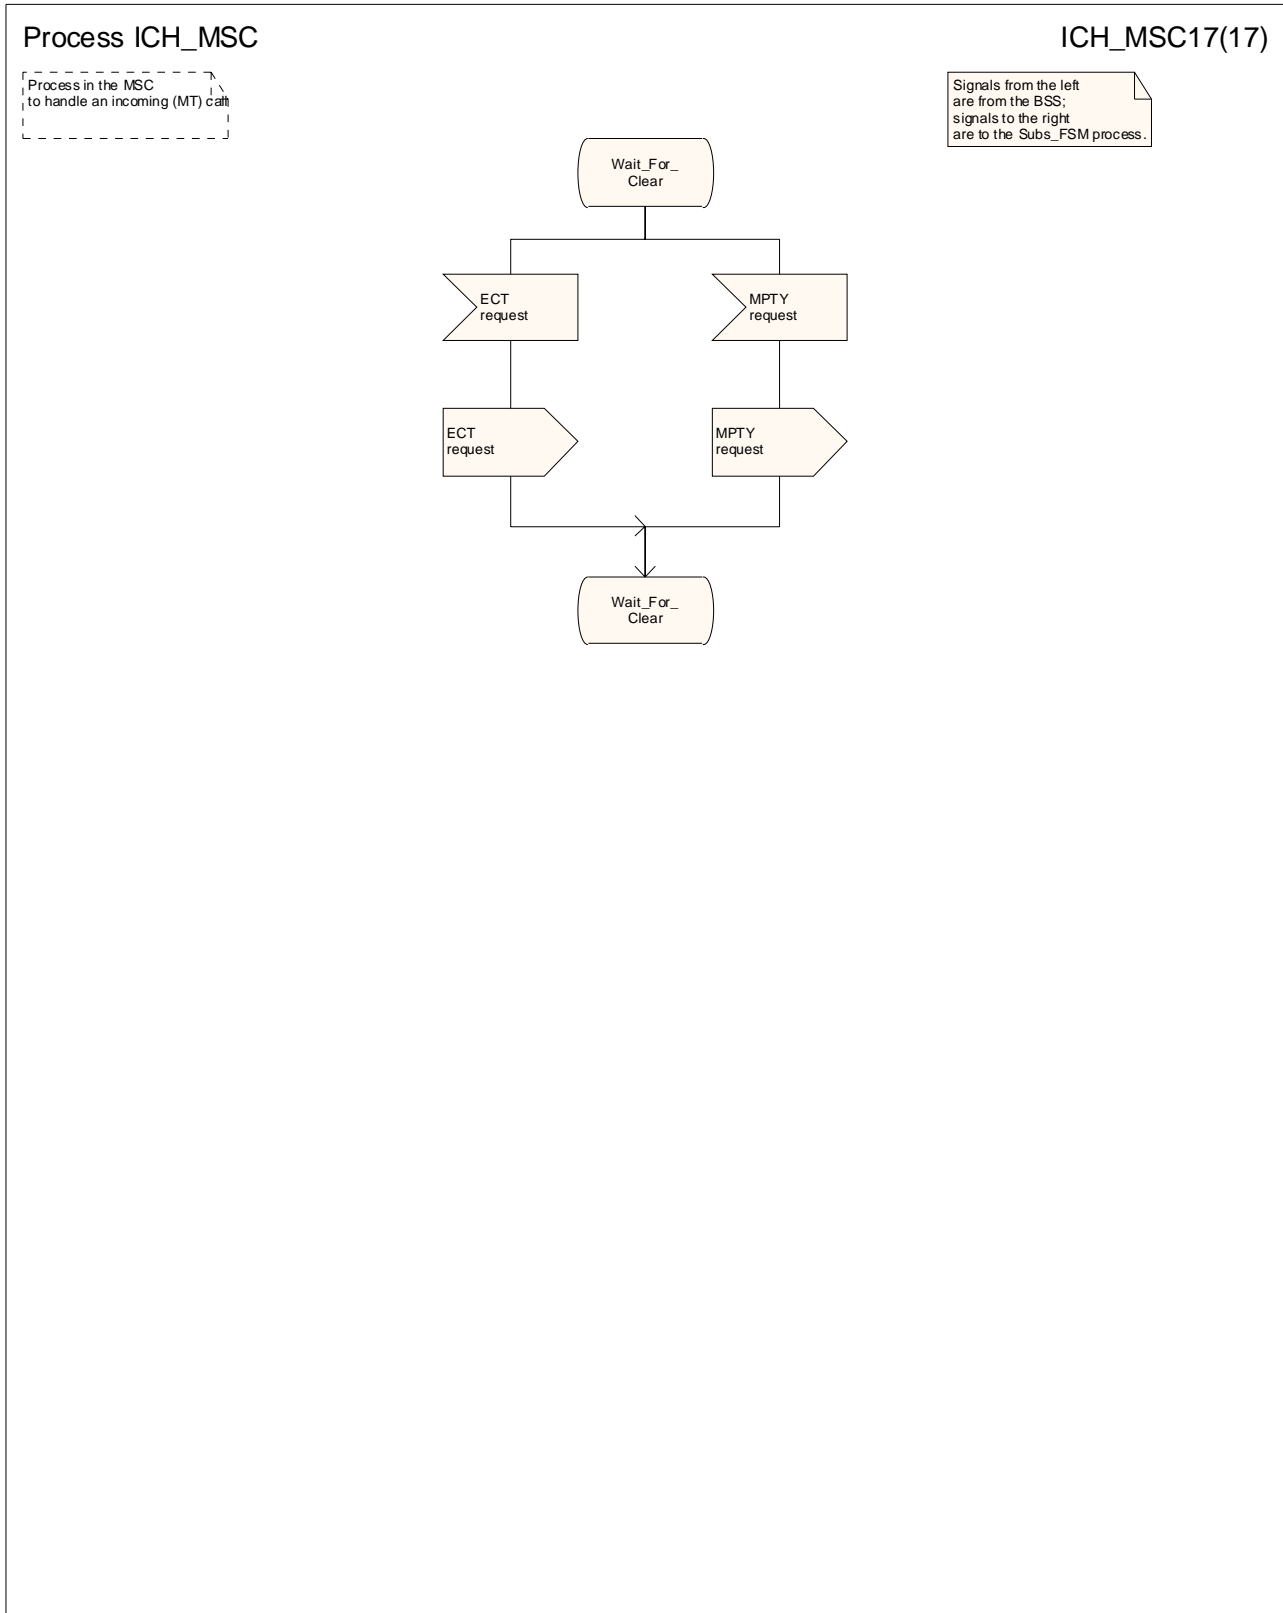 Process ICH_MSC
ICH_MSC17(17)
Process in the MSC
to handle an incoming (MT) call
Signals from the left
are from the BSS;
signals to the right
are to the Subs_FSM process.
Wait_For_
Clear
ECT
request
MPTY
request
ECT
request
MPTY
request
Wait_For_
Clear